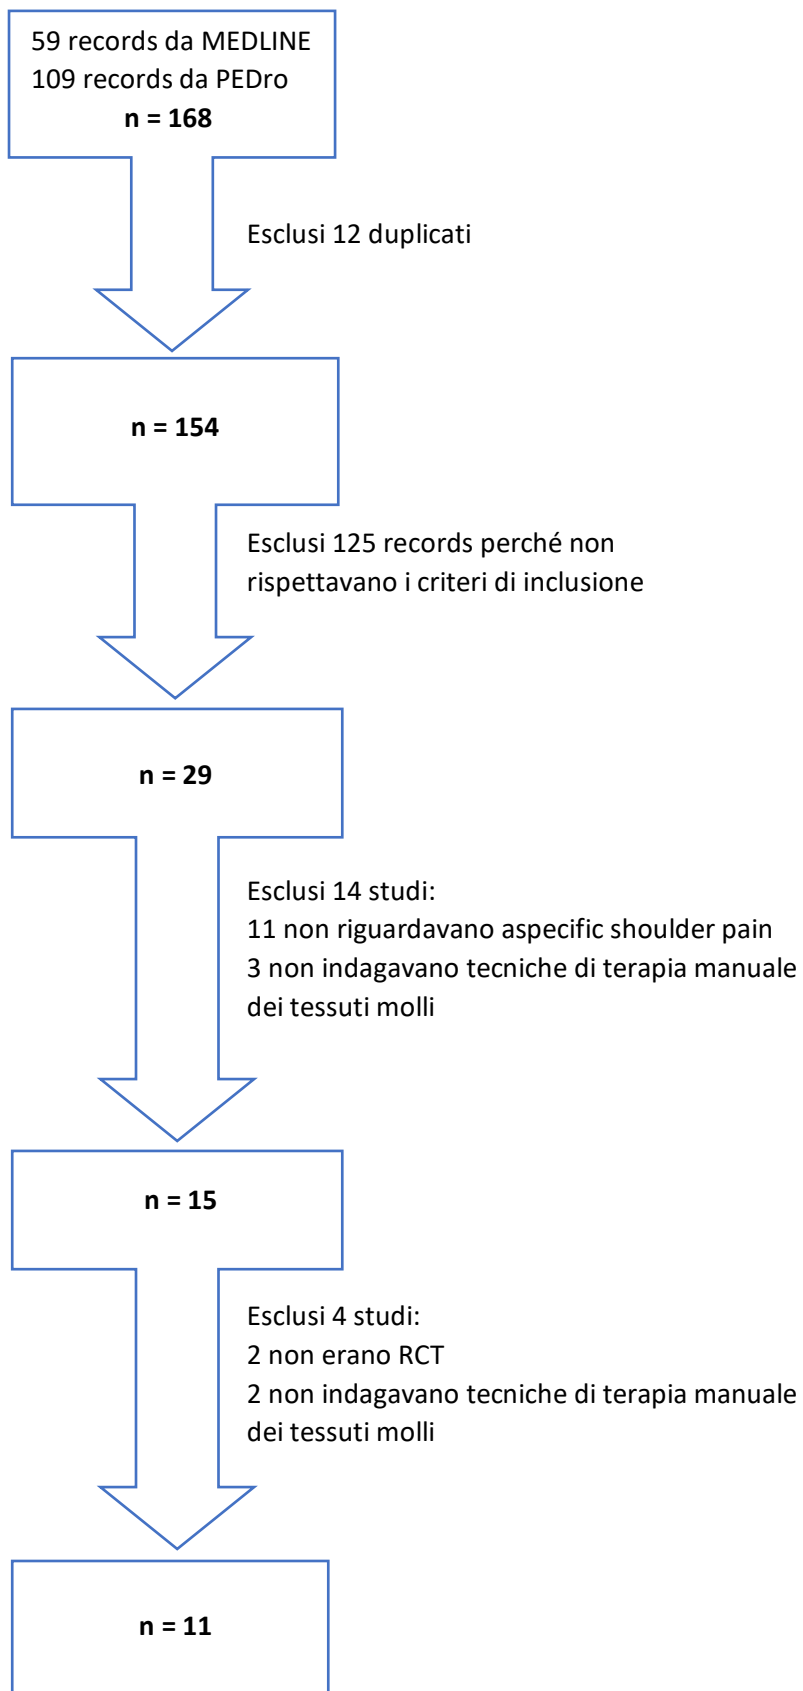 59 records da MEDLINE
109 records da PEDro
n = 168
Esclusi 12 duplicati
n = 154
Esclusi 125 records perché non
rispettavano i criteri di inclusione
n = 29
Esclusi 14 studi:
11 non riguardavano aspecific shoulder pain
3 non indagavano tecniche di terapia manuale
dei tessuti molli
n = 15
Esclusi 4 studi:
2 non erano RCT
2 non indagavano tecniche di terapia manuale
dei tessuti molli
n = 11